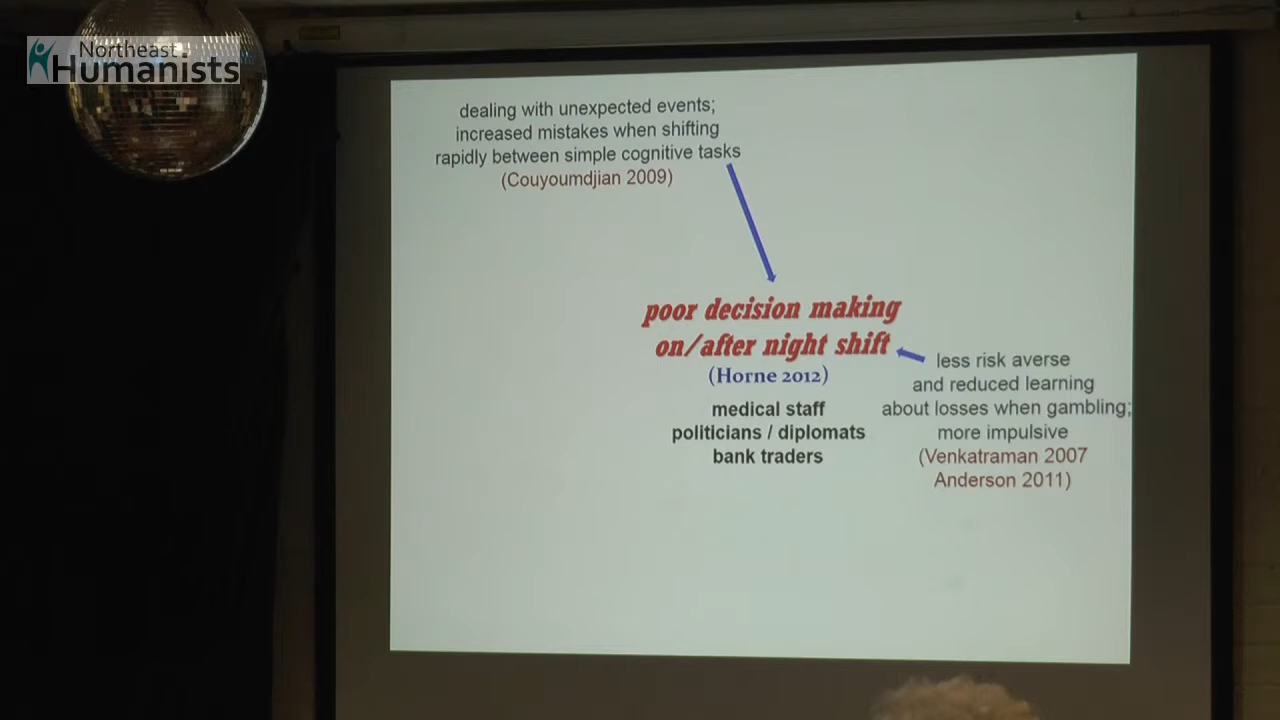 Northeast
Humanists
dealing with unexpected events;
increased mistakes when shifting
rapidly between simple cognitive tasks
(Couyoumdjian 2009)
poor decision making
on/after night shift
(Horne 2012)
medical staff
politicians / diplomats
bank traders
less risk averse
and reduced learning
about losses when gambling;
more impulsive
(Venkatraman 2007
Anderson 2011)